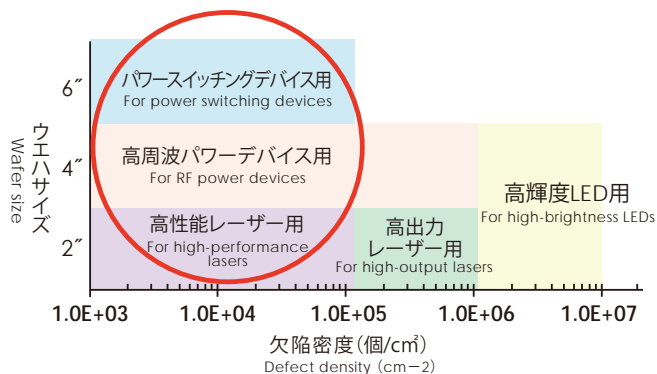 パワースイッチングデバイス用
For power switching devices
高周波パワーデバイス用
For RF power devices
高性能レーザー用
For high-performance
lasers
高出力
レーザー用
For high-output lasers
高輝度LED用
For high-brightness LEDs
ウエハサイズ
Wafer size
6″
4″
2″
1.0E+03
1.0E+04
1.0E+05
1.0E+06
1.0E+07
欠陥密度(個/c㎡)
Defect density (cm−2)